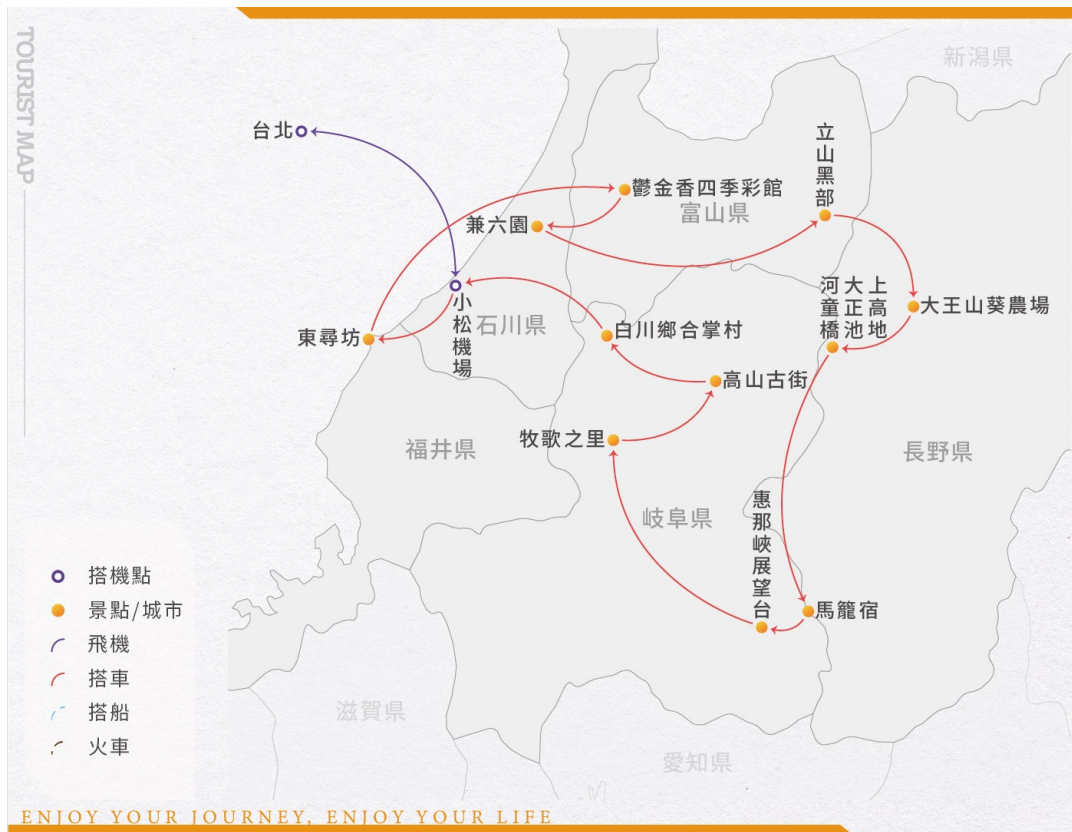 TOURIST MAP
新潟県
台北
立山黑部
鬱金香四季彩館
富山県
兼六園
上高地
大正池
河童橋
大王山葵農場
小松機場
石川県
東尋坊
白川鄉合掌村
高山古街
牧歌之里
福井県
長野県
惠那峽展望台
岐阜県
馬籠宿
搭機點
景點/城市
飛機
搭車
搭船
火車
滋賀県
愛知県
ENJOY YOUR JOURNEY, ENJOY YOUR LIFE